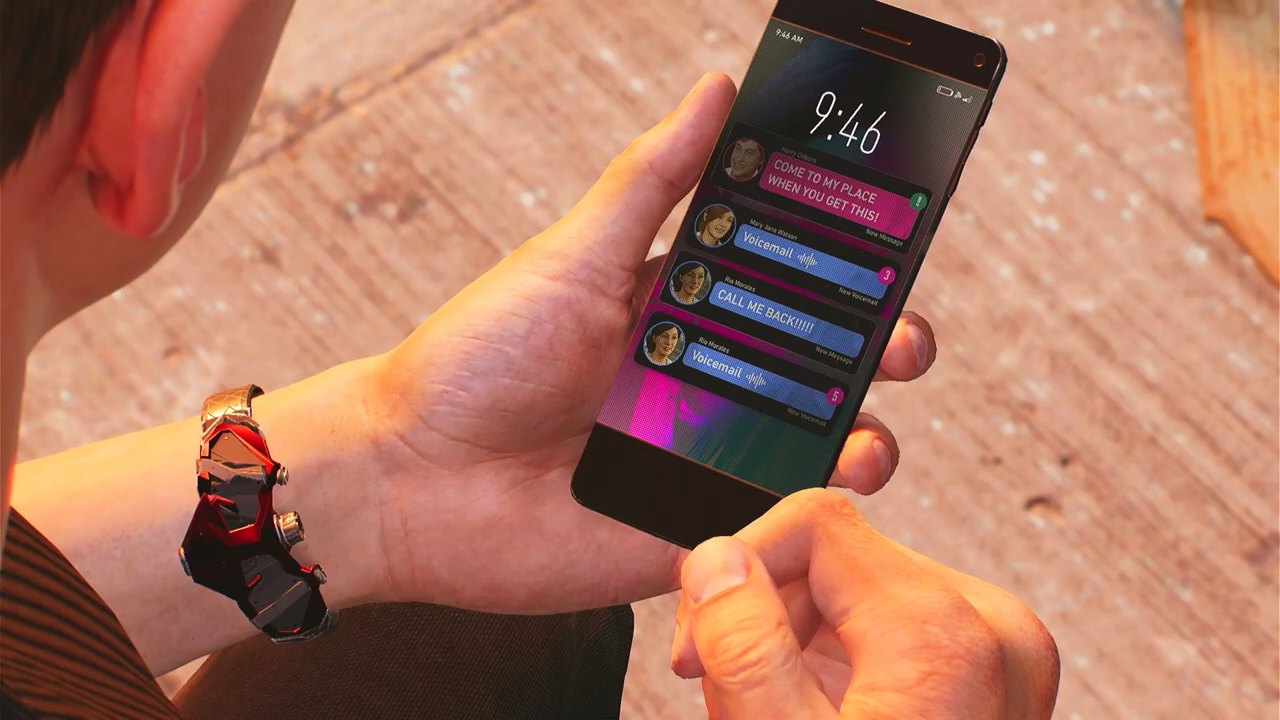 9:46 AM
9:46
Harry Osborn
COME TO MY PLACE
WHEN YOU GET THIS!
!
New Message
Mary Jane Watson
Voicemail
3
New Voicemail
Rio Morales
CALL ME BACK!!!!!
New Message
Rio Morales
Voicemail
5
New Voicemail